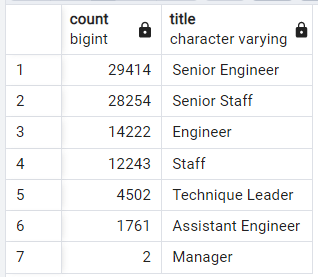 count title
bigint character varying
1 29414 Senior Engineer
2 28254 Senior Staff
3 14222 Engineer
4 12243 Staff
5 4502 Technique Leader
6 1761 Assistant Engineer
7 2 Manager